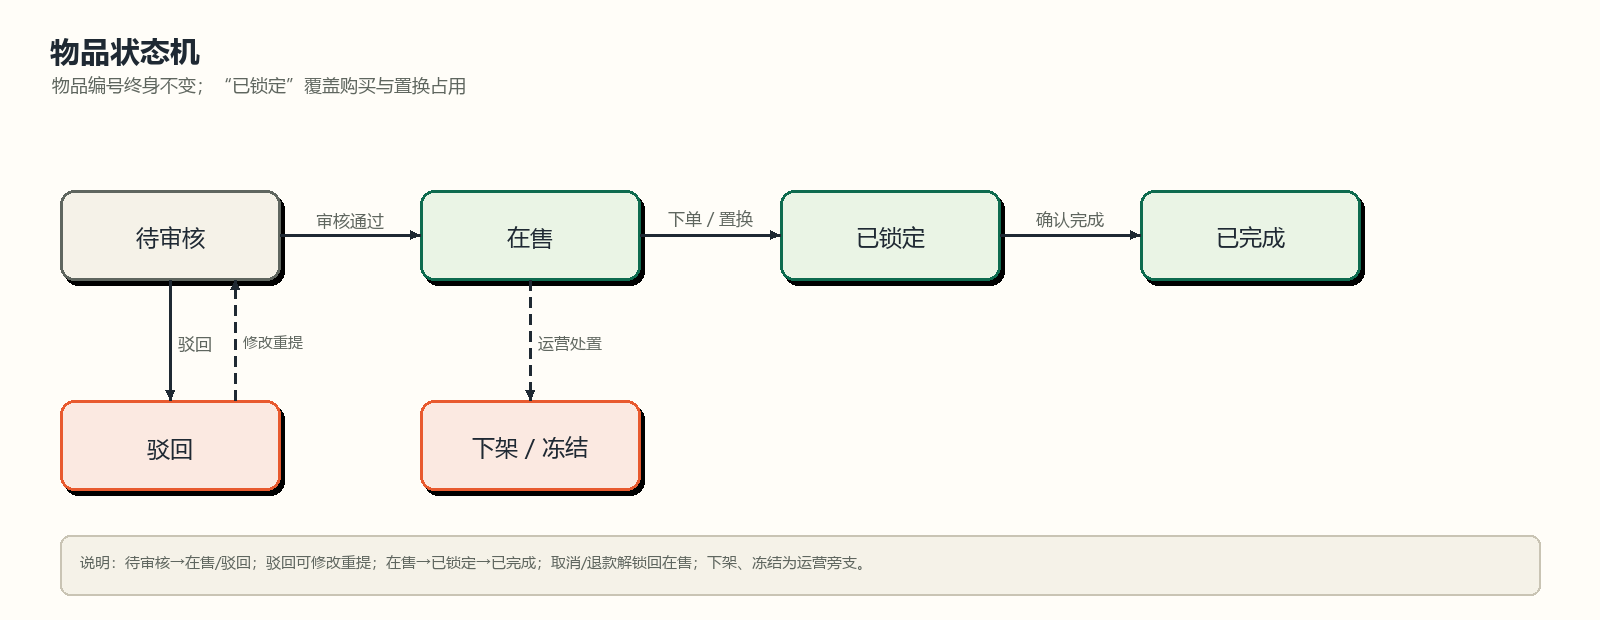 物品状态机
物品编号终身不变；“已锁定”覆盖购买与置换占用
待审核
审核通过
在售
下单 / 置换
已锁定
确认完成
已完成
驳回
修改重提
运营处置
驳回
下架 / 冻结
说明：待审核→在售/驳回；驳回可修改重提；在售→已锁定→已完成；取消/退款解锁回在售；下架、冻结为运营旁支。